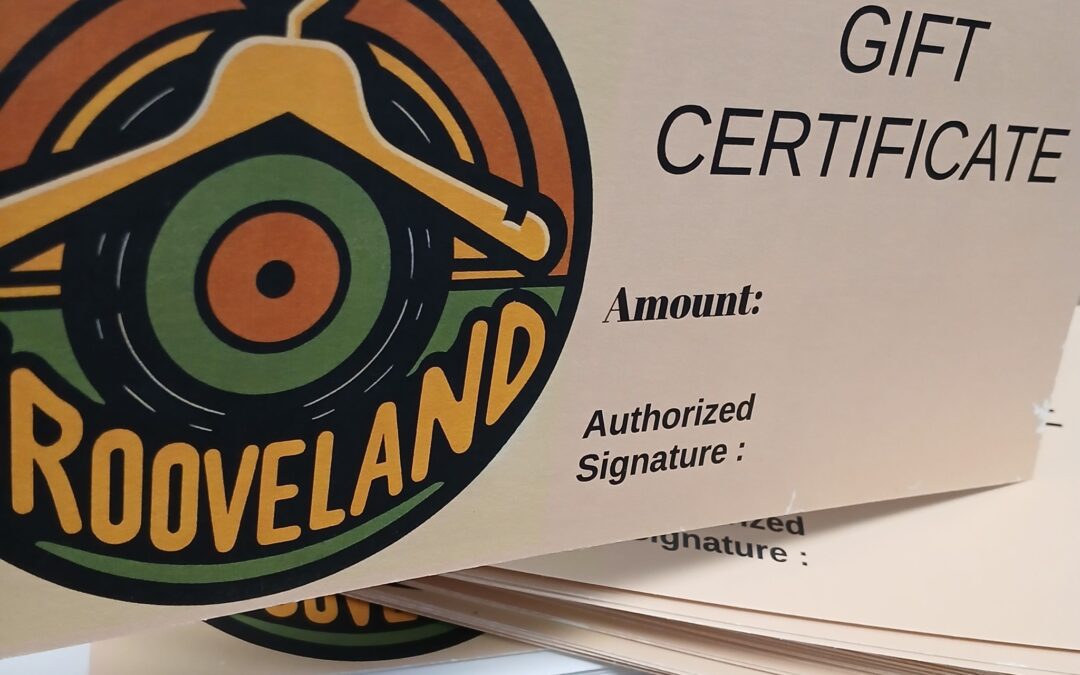 ROOVELAND
GIFT
CERTIFICATE
Amount:
Authorized
Signature :